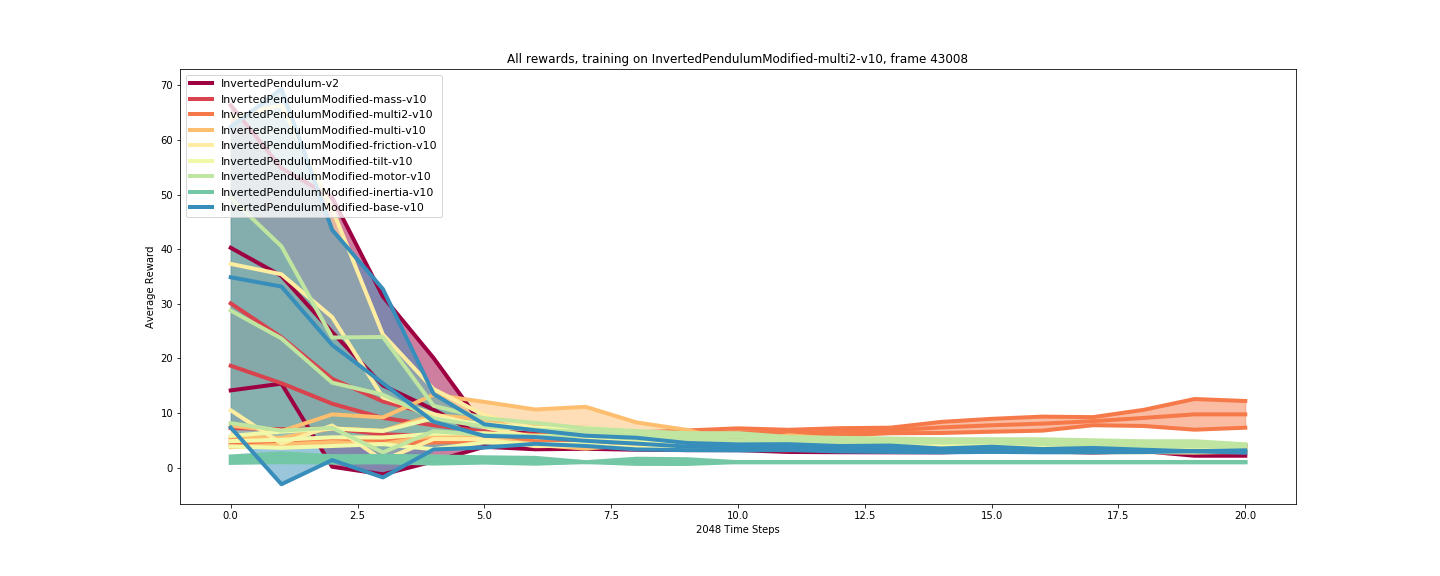 All rewards, training on InvertedPendulumModified-multi2-v10, frame 43008
InvertedPendulum-v2
InvertedPendulumModified-mass-v10
InvertedPendulumModified-multi2-v10
InvertedPendulumModified-multi-v10
InvertedPendulumModified-friction-v10
InvertedPendulumModified-tilt-v10
InvertedPendulumModified-motor-v10
InvertedPendulumModified-inertia-v10
InvertedPendulumModified-base-v10
Average Reward
70
60
50
40
30
20
10
0
0.0 2.5 5.0 7.5 10.0 12.5 15.0 17.5 20.0
2048 Time Steps